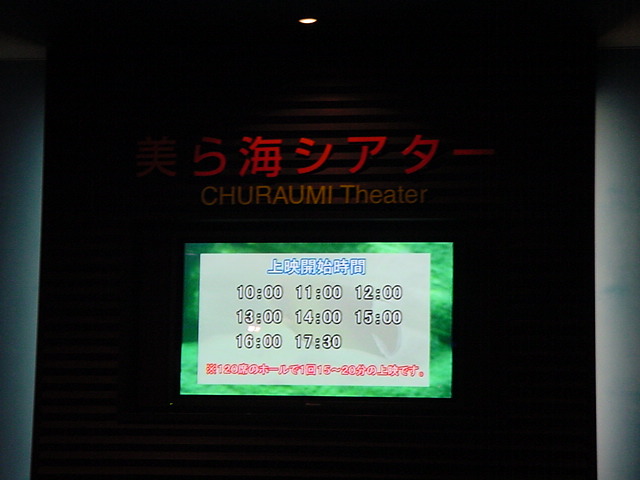 美ら海シアター
CHURAUMI Theater
上映開始時間
10:00 11:00 12:00
13:00 14:00 15:00
16:00 17:30
※120席のホールで1回15～20分の上映です。